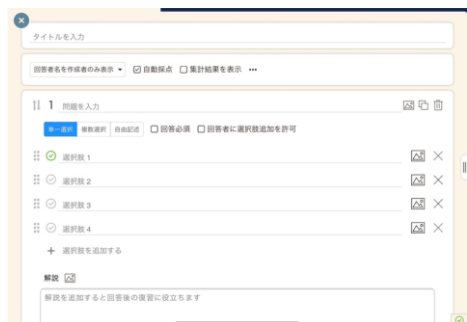 タイトルを入力
回答者名を作成者のみ表示 自動採点 集計結果を表示 •••
1 問題を入力
単一選択 複数選択 自由記述 回答必須 回答者に選択肢追加を許可
選択肢 1
選択肢 2
選択肢 3
選択肢 4
+ 選択肢を追加する
解説
解説を追加すると回答後の復習に役立ちます